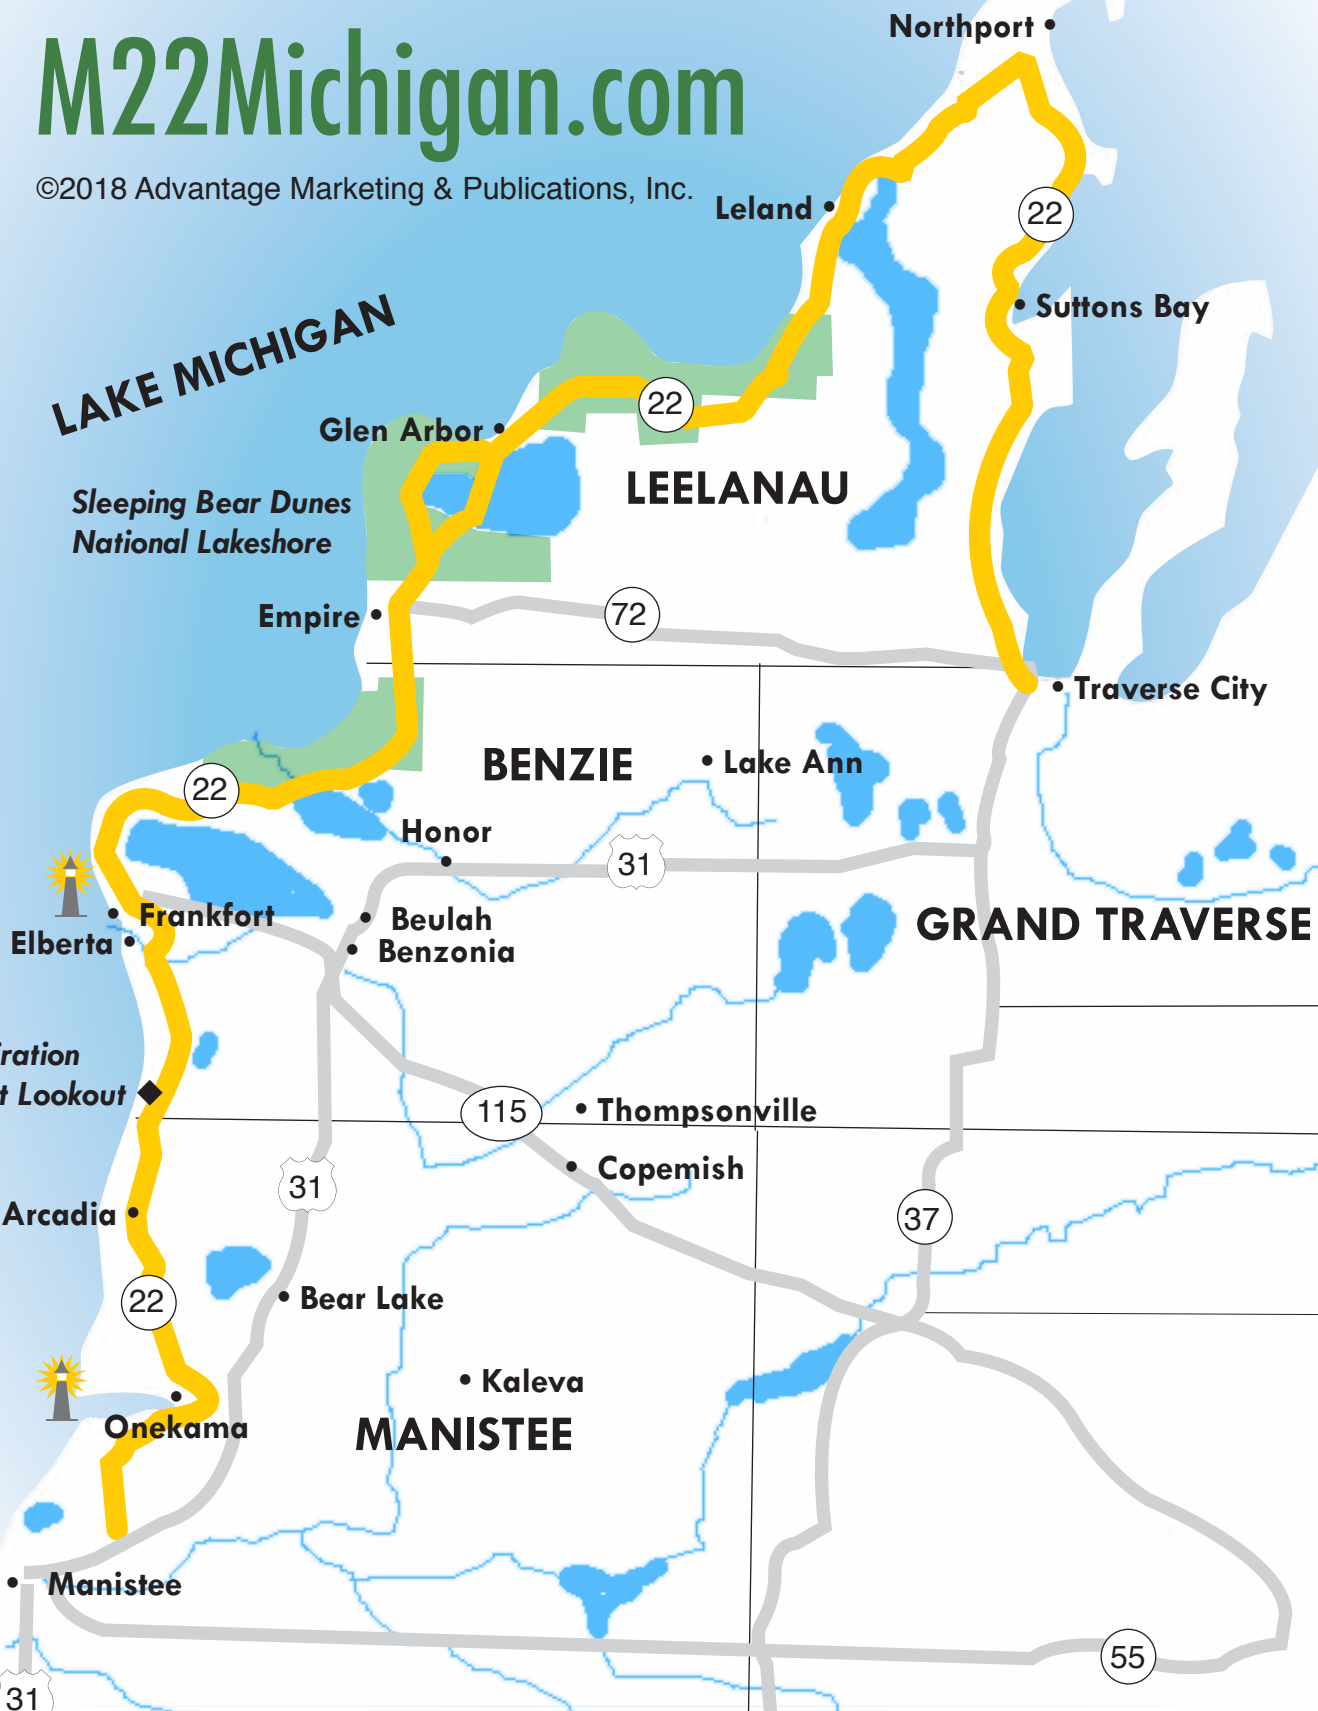 Northport
M22Michigan.com
©2018 Advantage Marketing & Publications, Inc.
Leland
22
Suttons Bay
LAKE MICHIGAN
22
Glen Arbor
LEELANAU
Sleeping Bear Dunes
National Lakeshore
Empire
72
Traverse City
BENZIE
Lake Ann
22
Honor
31
Frankfort
Beulah
GRAND TRAVERSE
Elberta
Benzonia
iration
t Lookout
115
Thompsonville
Copemish
31
Arcadia
37
22
Bear Lake
Kaleva
Onekama
MANISTEE
Manistee
55
31